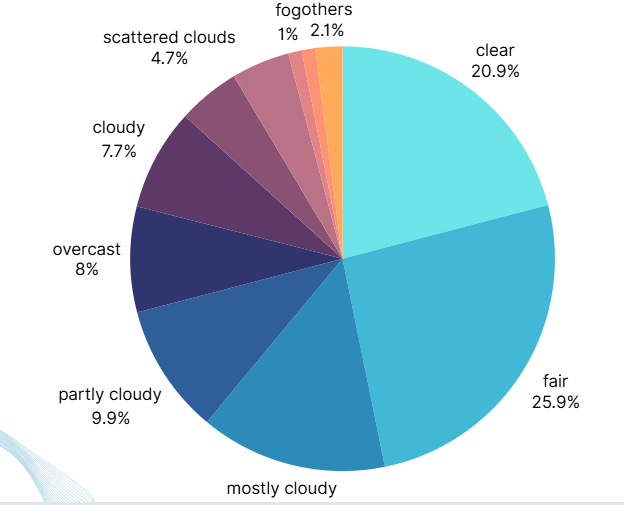 fogothers
1% 2.1%
scattered clouds
4.7%
clear
20.9%
cloudy
7.7%
overcast
8%
fair
25.9%
partly cloudy
9.9%
mostly cloudy